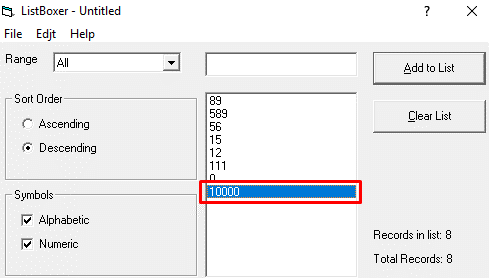 ListBoxer - Untitled
?
File Edjt Help
Range All Add to List
Sort Order
Ascending
Descending
89
589
56
15
12
111
0
10000
Clear List
Symbols
Alphabetic
Numeric
Records in list: 8
Total Records: 8